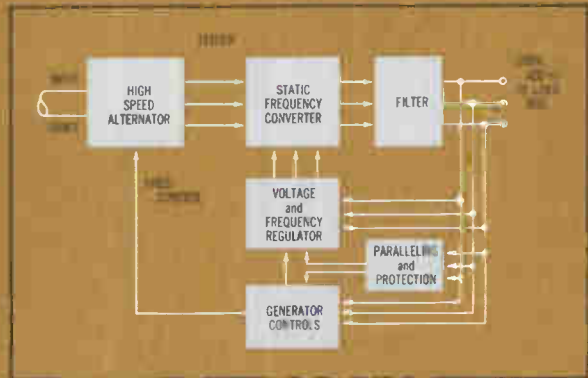 HIGH
SPEED
ALTERNATOR
STATIC
FREQUENCY
CONVERTER
FILTER
VOLTAGE
and
FREQUENCY
REGULATOR
PARALLELING
and
PROTECTION
GENERATOR
CONTROLS